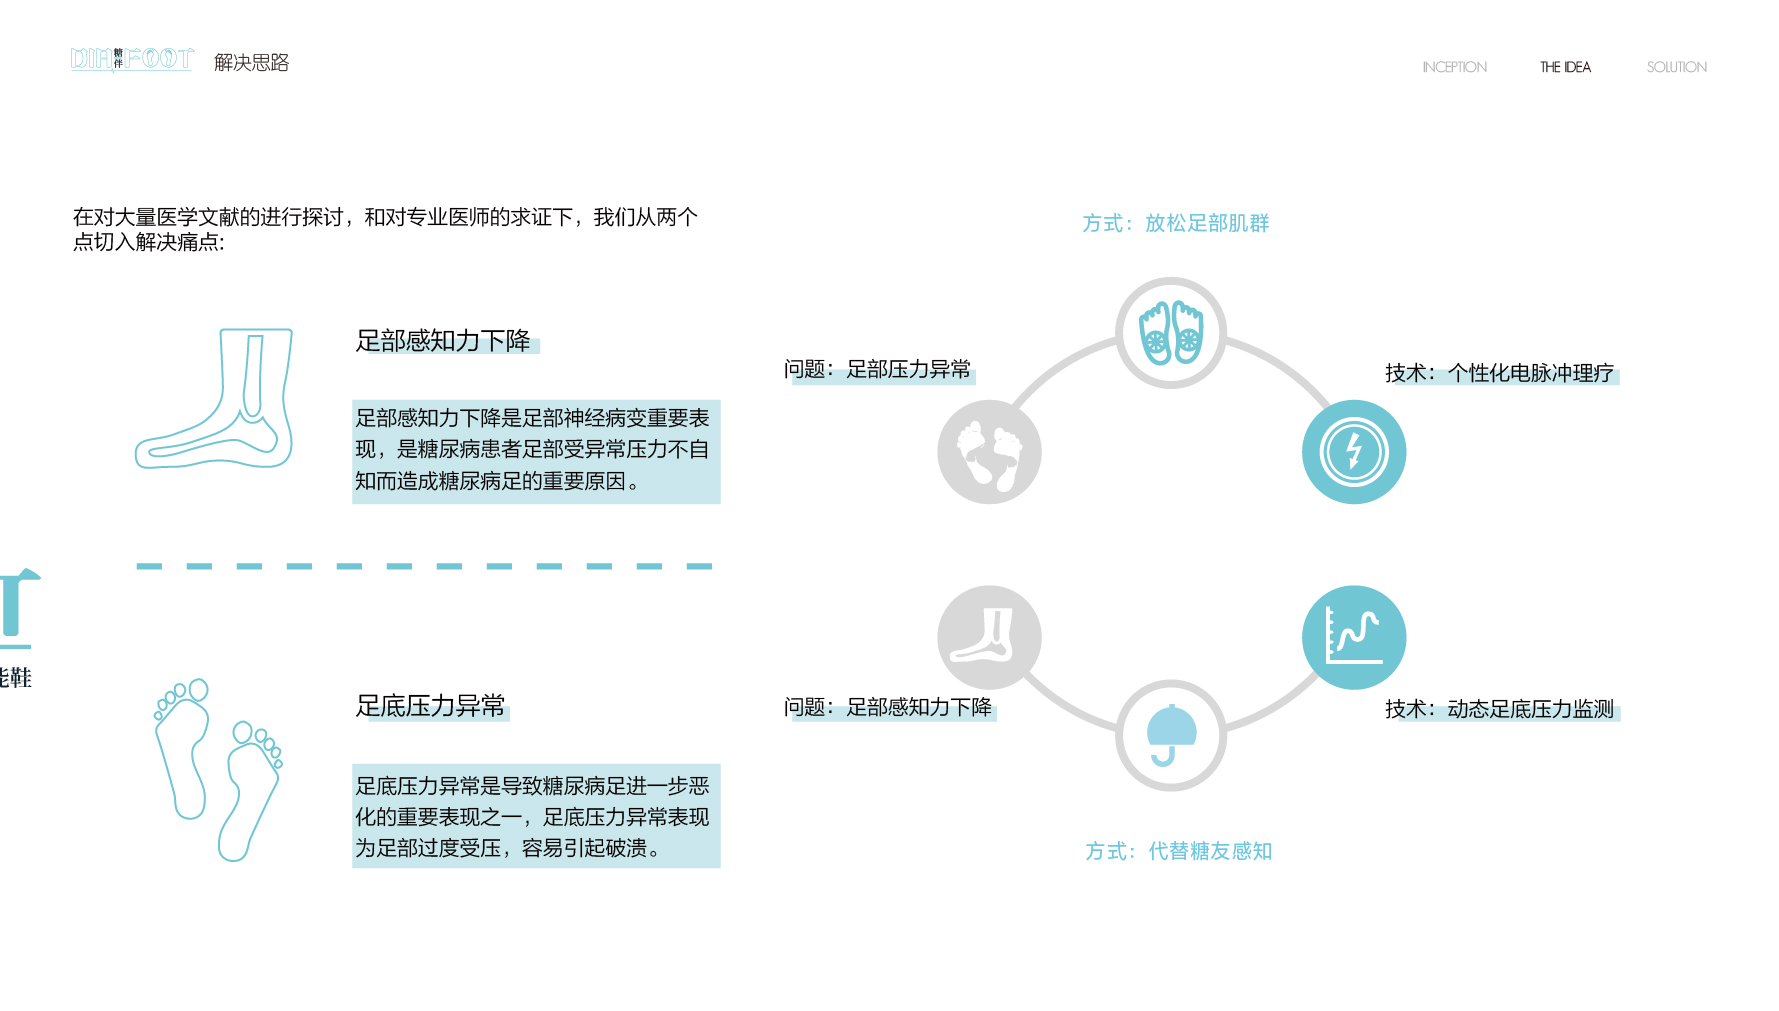 DIA糖伴FOOT 解决思路
INCEPTION THE IDEA SOLUTION
在对大量医学文献的进行探讨，和对专业医师的求证下，我们从两个
点切入解决痛点:
足部感知力下降
足部感知力下降是足部神经病变重要表
现，是糖尿病患者足部受异常压力不自
知而造成糖尿病足的重要原因。
能鞋
足底压力异常
足底压力异常是导致糖尿病足进一步恶
化的重要表现之一，足底压力异常表现
为足部过度受压，容易引起破溃。
方式：放松足部肌群
问题：足部压力异常
技术：个性化电脉冲理疗
问题：足部感知力下降
技术：动态足底压力监测
方式：代替糖友感知